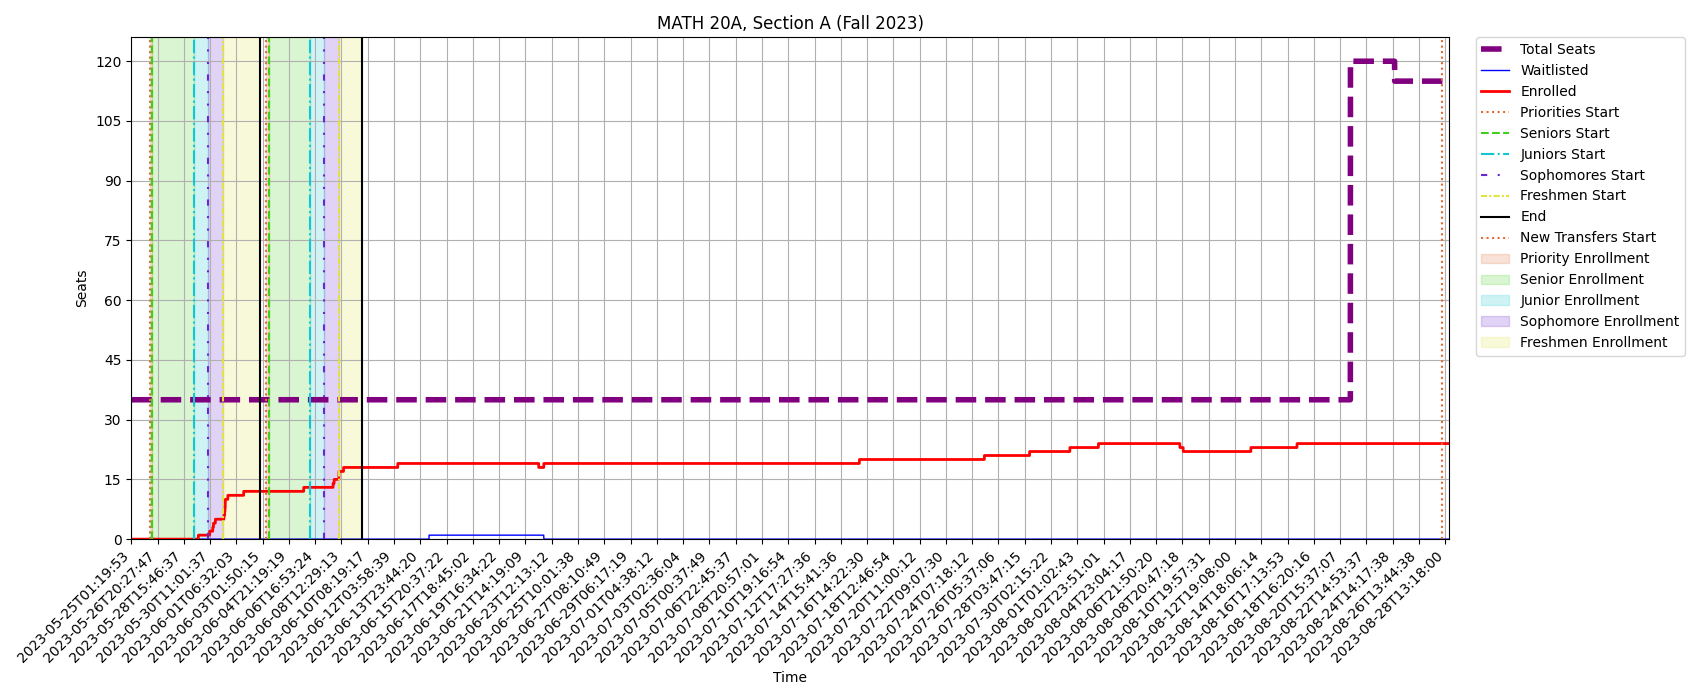 MATH 20A, Section A (Fall 2023)
120
105
90
75
60
45
30
15
0
Seats
2023-05-25T01:19:53
2023-05-26T20:27:47
2023-05-28T15:46:37
2023-05-30T11:01:37
2023-06-01T06:32:03
2023-06-03T01:50:15
2023-06-04T21:19:19
2023-06-06T16:53:24
2023-06-08T12:29:13
2023-06-10T08:19:17
2023-06-12T03:58:39
2023-06-13T23:44:20
2023-06-15T20:37:22
2023-06-17T18:45:02
2023-06-19T16:34:22
2023-06-21T14:19:09
2023-06-23T12:13:12
2023-06-25T10:01:38
2023-06-27T08:10:49
2023-06-29T06:17:19
2023-07-01T04:38:12
2023-07-03T02:36:04
2023-07-05T00:37:49
2023-07-06T22:45:37
2023-07-08T20:57:01
2023-07-10T19:16:54
2023-07-12T17:27:36
2023-07-14T15:41:36
2023-07-16T14:22:30
2023-07-18T12:46:54
2023-07-20T11:00:12
2023-07-22T09:07:30
2023-07-24T07:18:12
2023-07-26T05:37:06
2023-07-28T03:47:15
2023-07-30T02:15:22
2023-08-01T01:02:43
2023-08-02T23:51:01
2023-08-04T23:04:17
2023-08-06T21:50:20
2023-08-08T20:47:18
2023-08-10T19:57:31
2023-08-12T19:08:00
2023-08-14T18:06:14
2023-08-16T17:13:53
2023-08-18T16:20:16
2023-08-20T15:37:07
2023-08-22T14:53:37
2023-08-24T14:17:38
2023-08-26T13:44:38
2023-08-28T13:18:00
Time
Total Seats
Waitlisted
Enrolled
Priorities Start
Seniors Start
Juniors Start
Sophomores Start
Freshmen Start
End
New Transfers Start
Priority Enrollment
Senior Enrollment
Junior Enrollment
Sophomore Enrollment
Freshmen Enrollment